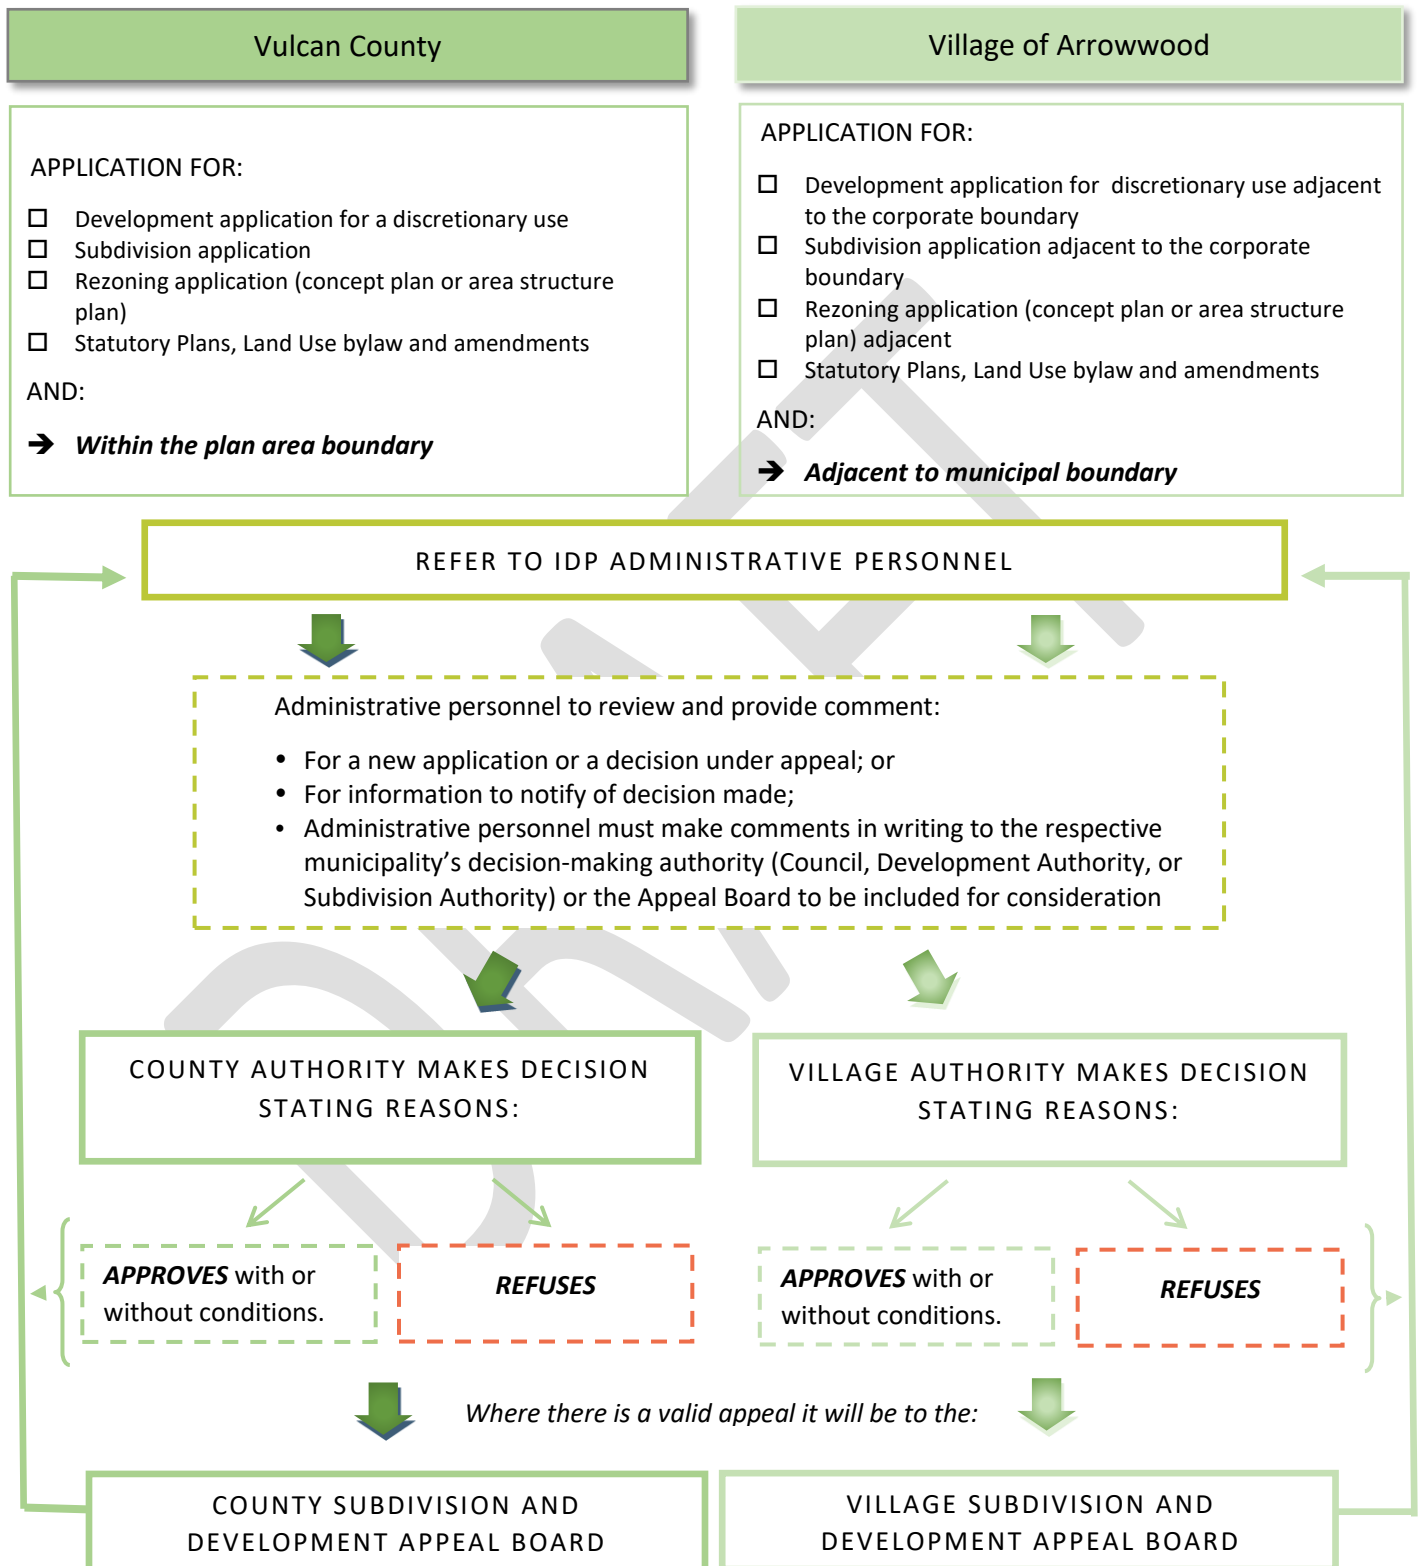 Vulcan County
Village of Arrowwood
APPLICATION FOR:
Development application for a discretionary use
Subdivision application
Rezoning application (concept plan or area structure
plan)
Statutory Plans, Land Use bylaw and amendments
AND:
Within the plan area boundary
APPLICATION FOR:
Development application for discretionary use adjacent
to the corporate boundary
Subdivision application adjacent to the corporate
boundary
Rezoning application (concept plan or area structure
plan) adjacent
Statutory Plans, Land Use bylaw and amendments
AND:
Adjacent to municipal boundary
REFER TO IDP ADMINISTRATIVE PERSONNEL
Administrative personnel to review and provide comment:
• For a new application or a decision under appeal; or
• For information to notify of decision made;
• Administrative personnel must make comments in writing to the respective
municipality’s decision-making authority (Council, Development Authority, or
Subdivision Authority) or the Appeal Board to be included for consideration
COUNTY AUTHORITY MAKES DECISION
STATING REASONS:
VILLAGE AUTHORITY MAKES DECISION
STATING REASONS:
APPROVES with or
without conditions.
REFUSES
APPROVES with or
without conditions.
REFUSES
Where there is a valid appeal it will be to the:
COUNTY SUBDIVISION AND
DEVELOPMENT APPEAL BOARD
VILLAGE SUBDIVISION AND
DEVELOPMENT APPEAL BOARD
DRAFT